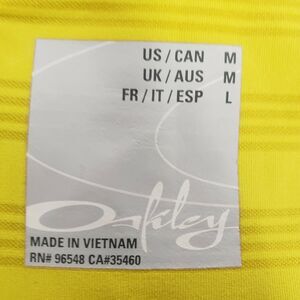 US / CAN M
UK / AUS M
FR / IT / ESP L
Oakley
MADE IN VIETNAM
RN# 96548 CA#35460